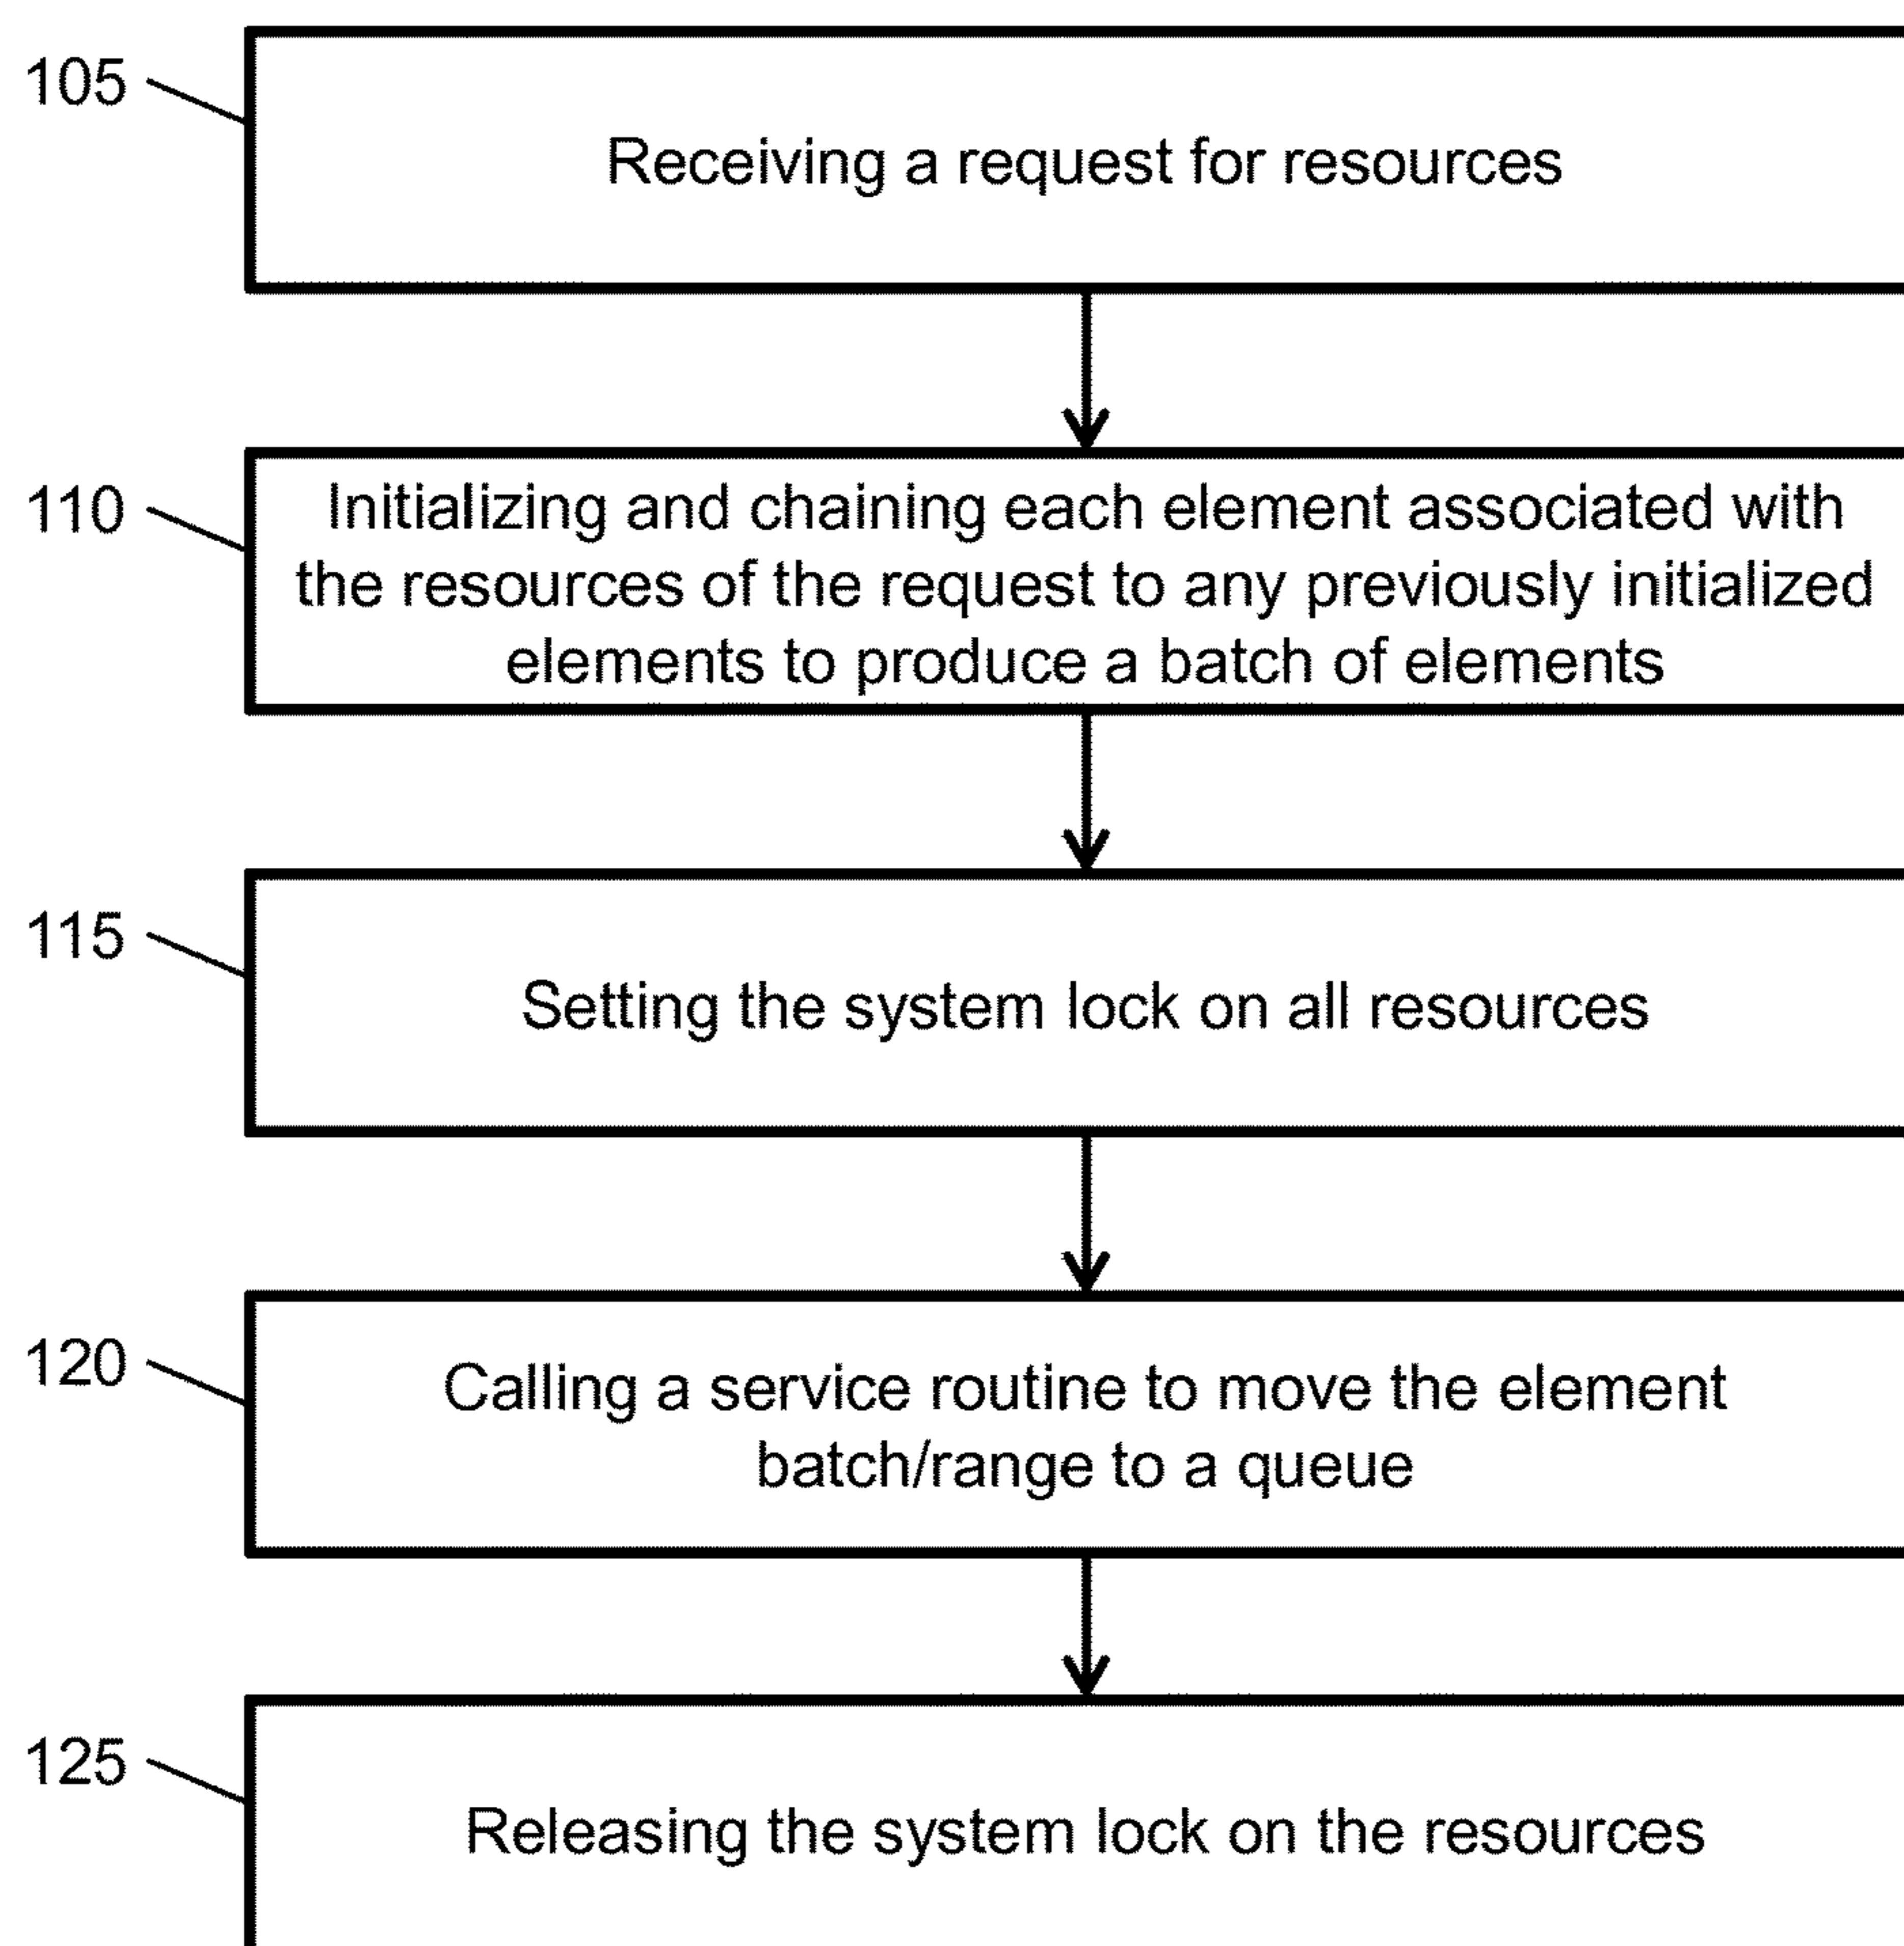 105
Receiving a request for resources
110
Initializing and chaining each element associated with
the resources of the request to any previously initialized
elements to produce a batch of elements
115
Setting the system lock on all resources
120
Calling a service routine to move the element
batch/range to a queue
125
Releasing the system lock on the resources